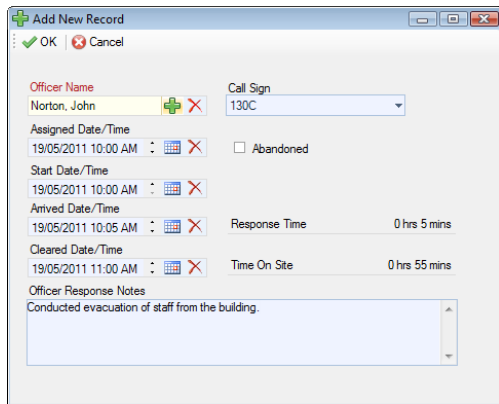 Add New Record
OK Cancel
Officer Name Call Sign
Norton, John 130C
Assigned Date/Time
19/05/2011 10:00 AM Abandoned
Start Date/Time
19/05/2011 10:00 AM
Arrived Date/Time
19/05/2011 10:05 AM Response Time 0 hrs 5 mins
Cleared Date/Time
19/05/2011 11:00 AM Time On Site 0 hrs 55 mins
Officer Response Notes
Conducted evacuation of staff from the building.